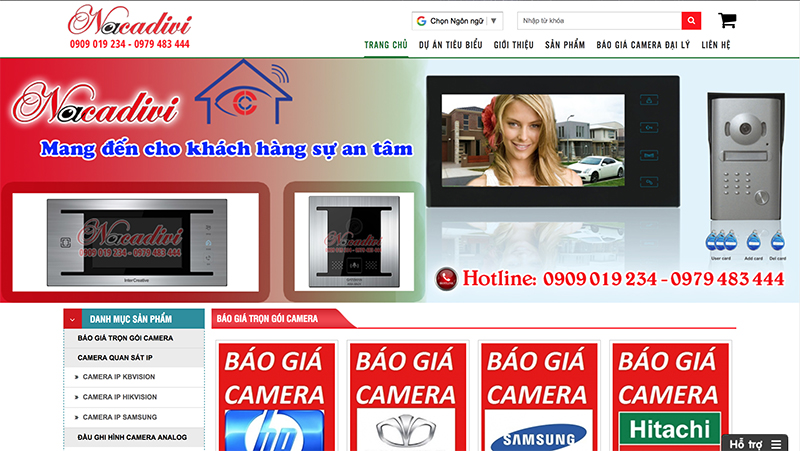 Nacadivi
0909 019 234 - 0979 483 444
Chọn Ngôn ngữ | ▼
Nhập từ khóa
TRANG CHỦ DỰ ÁN TIÊU BIỂU GIỚI THIỆU SẢN PHẨM BÁO GIÁ CAMERA ĐẠI LÝ LIÊN HỆ
Nacadivi
Mang đến cho khách hàng sự an tâm
Nacadivi
0909 019 234 - 0979 483 444
InterCreative
Nacadivi
User card Add card Del card
Hotline: 0909 019 234 - 0979 483 444
DANH MỤC SẢN PHẨM
BÁO GIÁ TRỌN GÓI CAMERA
CAMERA QUAN SÁT IP
» CAMERA IP KBVISION
» CAMERA IP HIKVISION
» CAMERA IP SAMSUNG
ĐẦU GHI HÌNH CAMERA ANALOG
BÁO GIÁ TRỌN GÓI CAMERA
BÁO GIÁ
CAMERA
hp
BÁO GIÁ
CAMERA
BÁO GIÁ
CAMERA
SAMSUNG
BÁO GIÁ
CAMERA
Hitachi
Hỗ trợ